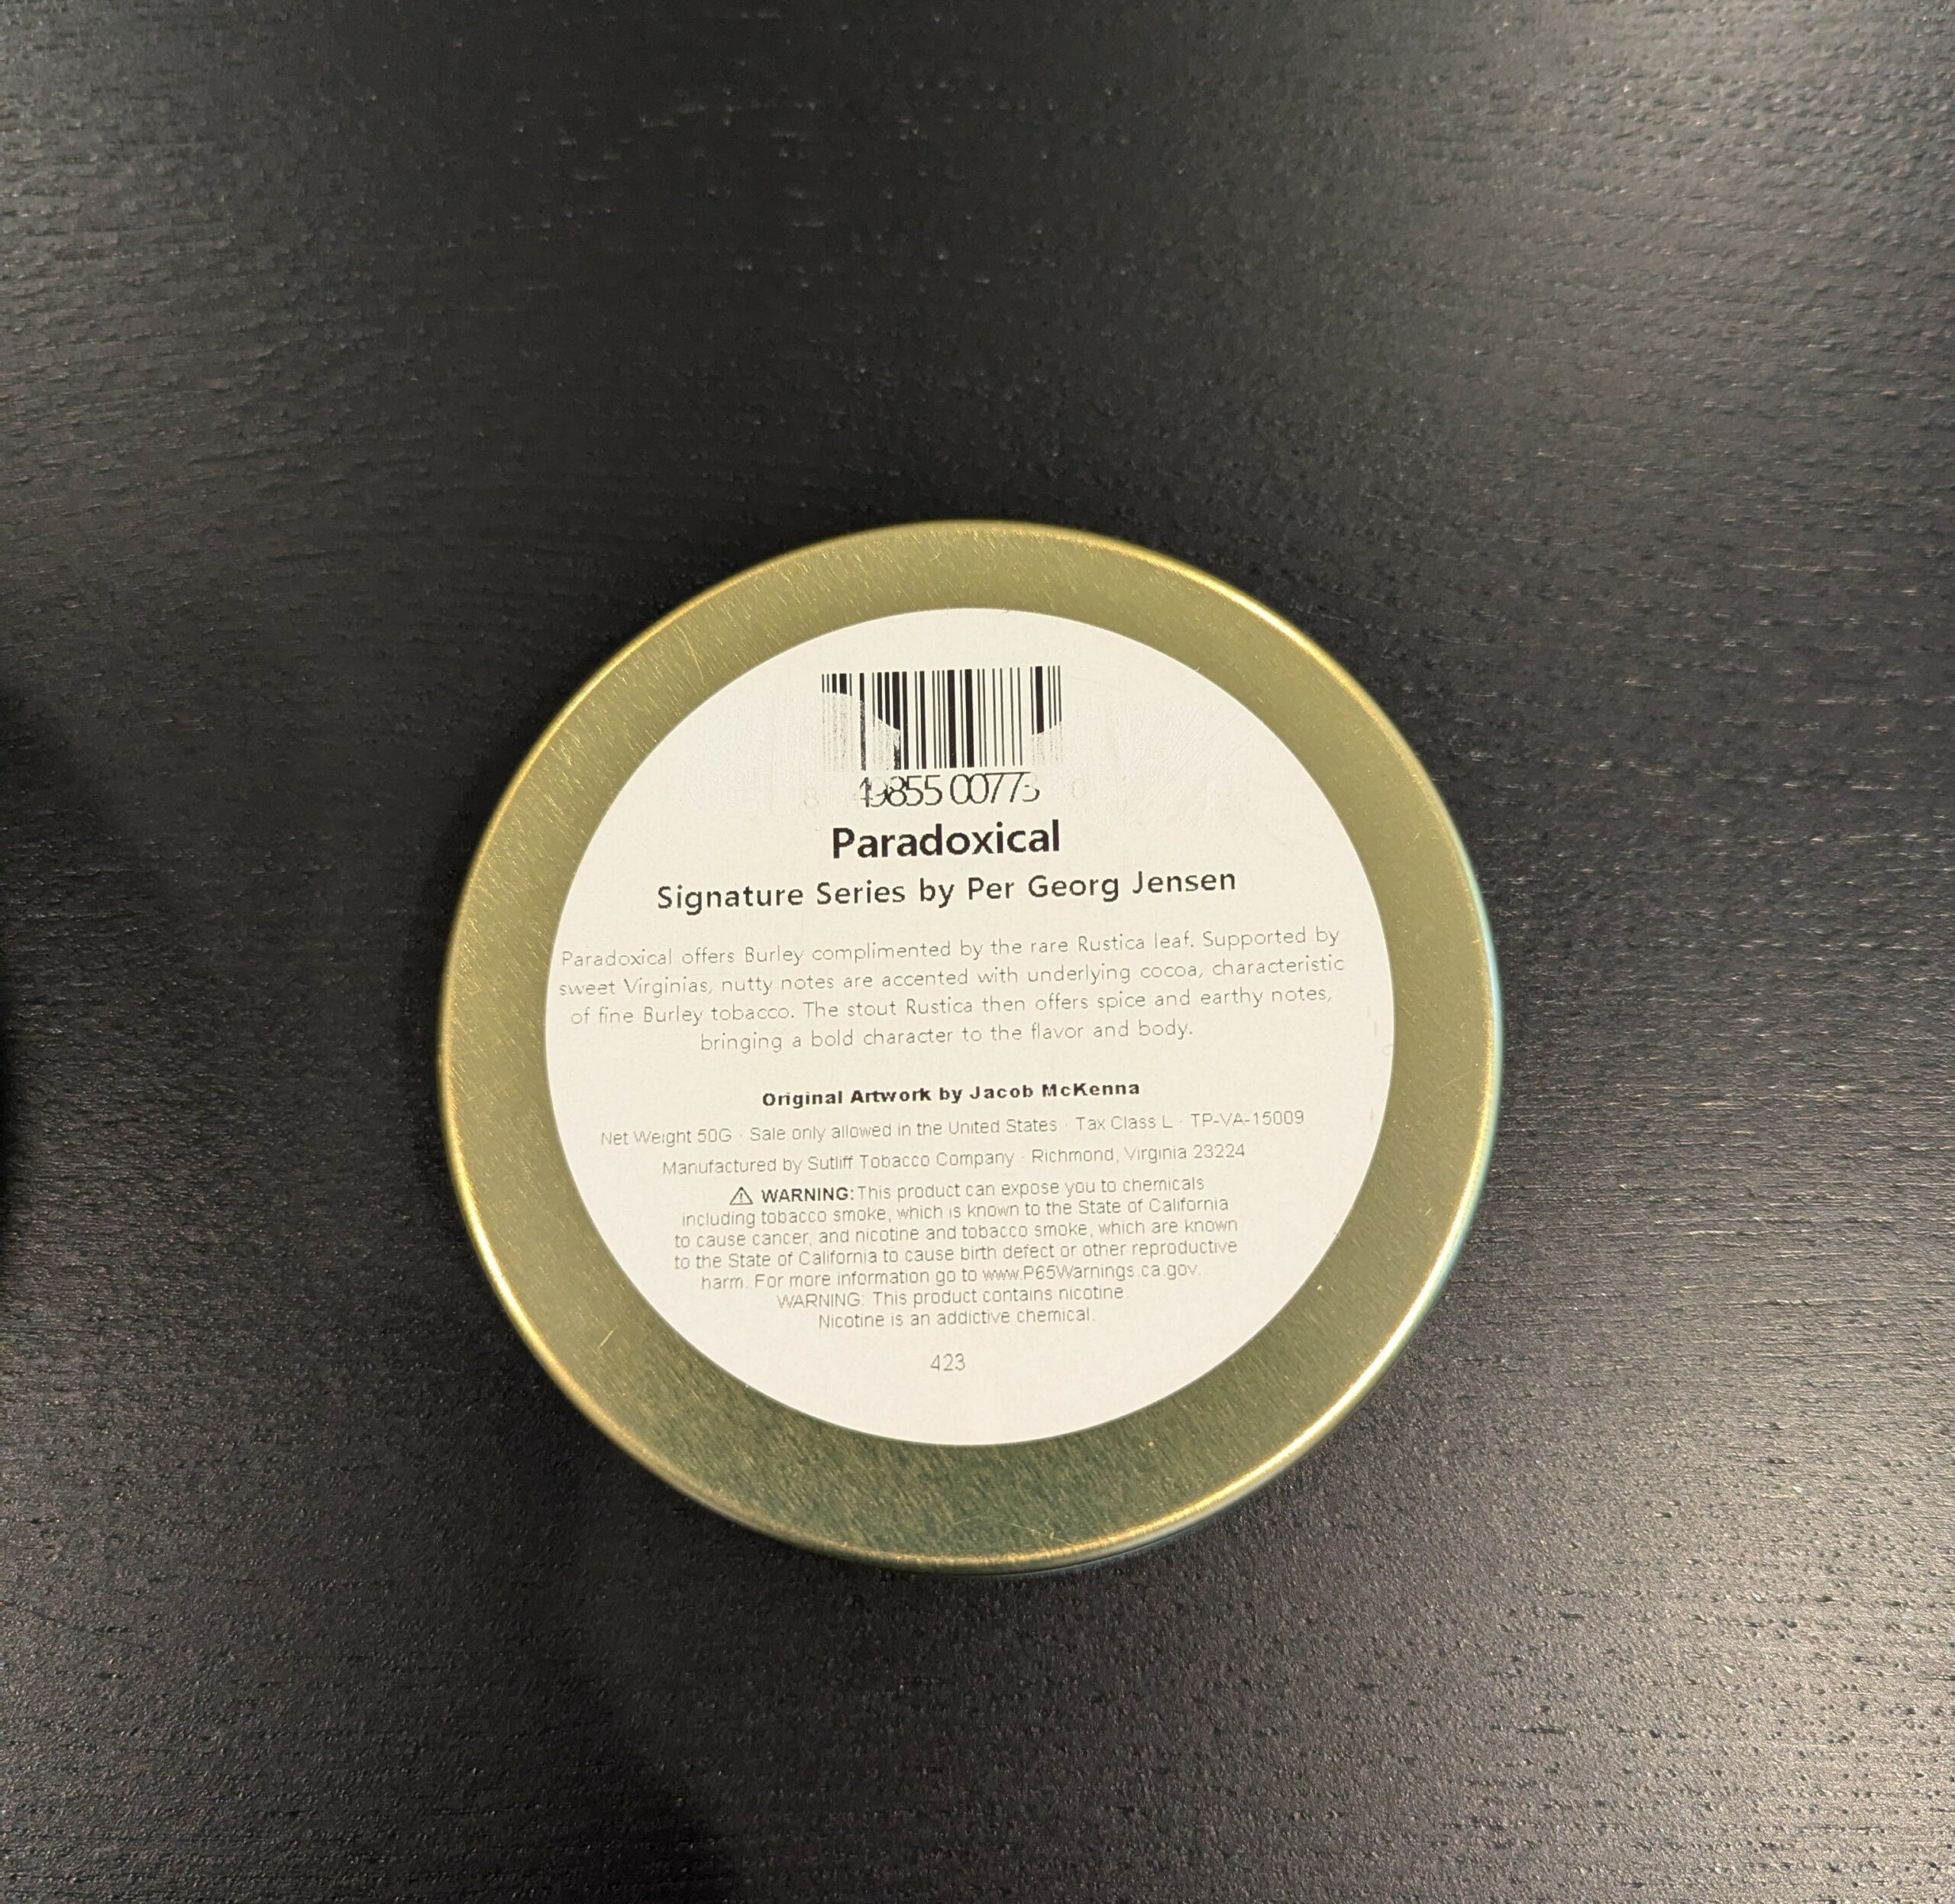 49855 00773
Paradoxical
Signature Series by Per Georg Jensen
Paradoxical offers Burley complimented by the rare Rustica leaf. Supported by
sweet Virginias, nutty notes are accented with underlying cocoa, characteristic
of fine Burley tobacco. The stout Rustica then offers spice and earthy notes,
bringing a bold character to the flavor and body.
Original Artwork by Jacob McKenna
Net Weight 50G · Sale only allowed in the United States · Tax Class L · TP-VA-15009
Manufactured by Sutliff Tobacco Company · Richmond, Virginia 23224
⚠ WARNING: This product can expose you to chemicals
including tobacco smoke, which is known to the State of California
to cause cancer, and nicotine and tobacco smoke, which are known
to the State of California to cause birth defect or other reproductive
harm. For more information go to www.P65Warnings.ca.gov.
WARNING: This product contains nicotine.
Nicotine is an addictive chemical.
423